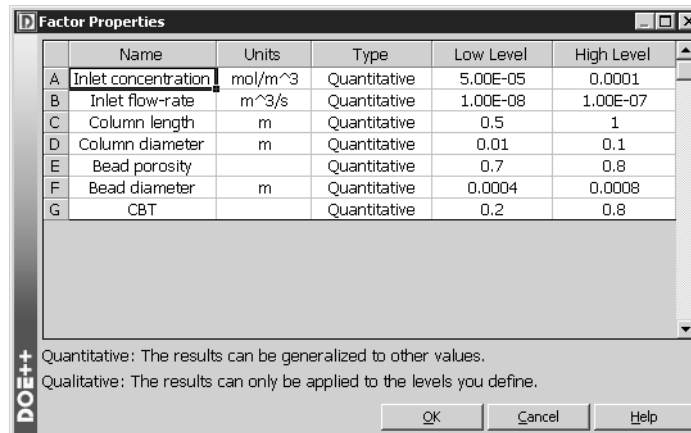 Factor Properties
Name Units Type Low Level High Level
A Inlet concentration mol/m^3 Quantitative 5.00E-05 0.0001
B Inlet flow-rate m^3/s Quantitative 1.00E-08 1.00E-07
C Column length m Quantitative 0.5 1
D Column diameter m Quantitative 0.01 0.1
E Bead porosity Quantitative 0.7 0.8
F Bead diameter m Quantitative 0.0004 0.0008
G CBT Quantitative 0.2 0.8
Quantitative: The results can be generalized to other values.
Qualitative: The results can only be applied to the levels you define.
DOE++
OK Cancel Help